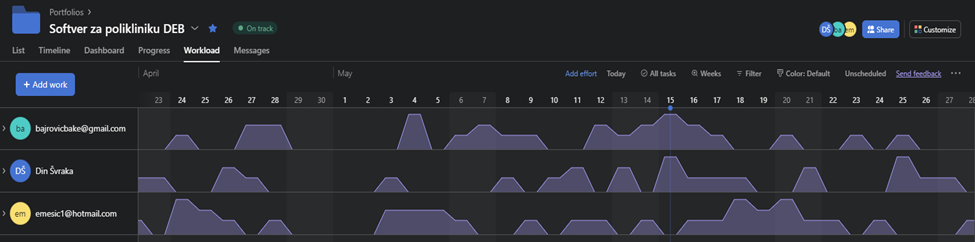 Portfolios >
Softver za polikliniku DEB
On track
DŠ ba em
Share
Customize
List Timeline Dashboard Progress Workload Messages
+ Add work
April May
Add effort Today All tasks Weeks Filter Color: Default Unscheduled Send feedback ...
23 24 25 26 27 28 29 30 1 2 3 4 5 6 7 8 9 10 11 12 13 14 15 16 17 18 19 20 21 22 23 24 25 26 27 28
ba bajrovicbake@gmail.com
DŠ Din Švraka
em emesic1@hotmail.com